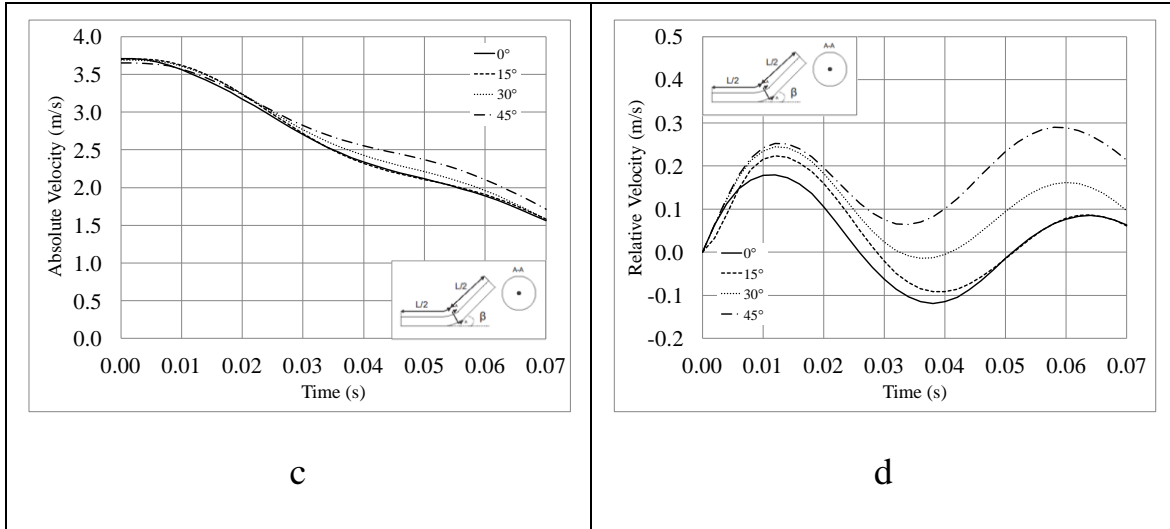 4.0
3.5
3.0
2.5
2.0
1.5
1.0
0.5
0.0
Absolute Velocity (m/s)
0°
15°
30°
45°
L/2
L/2
β
A-A
0.00 0.01 0.02 0.03 0.04 0.05 0.06 0.07
Time (s)
c
0.5
0.4
0.3
0.2
0.1
0.0
-0.1
-0.2
Relative Velocity (m/s)
L/2
L/2
β
A-A
0°
15°
30°
45°
0.00 0.01 0.02 0.03 0.04 0.05 0.06 0.07
Time (s)
d